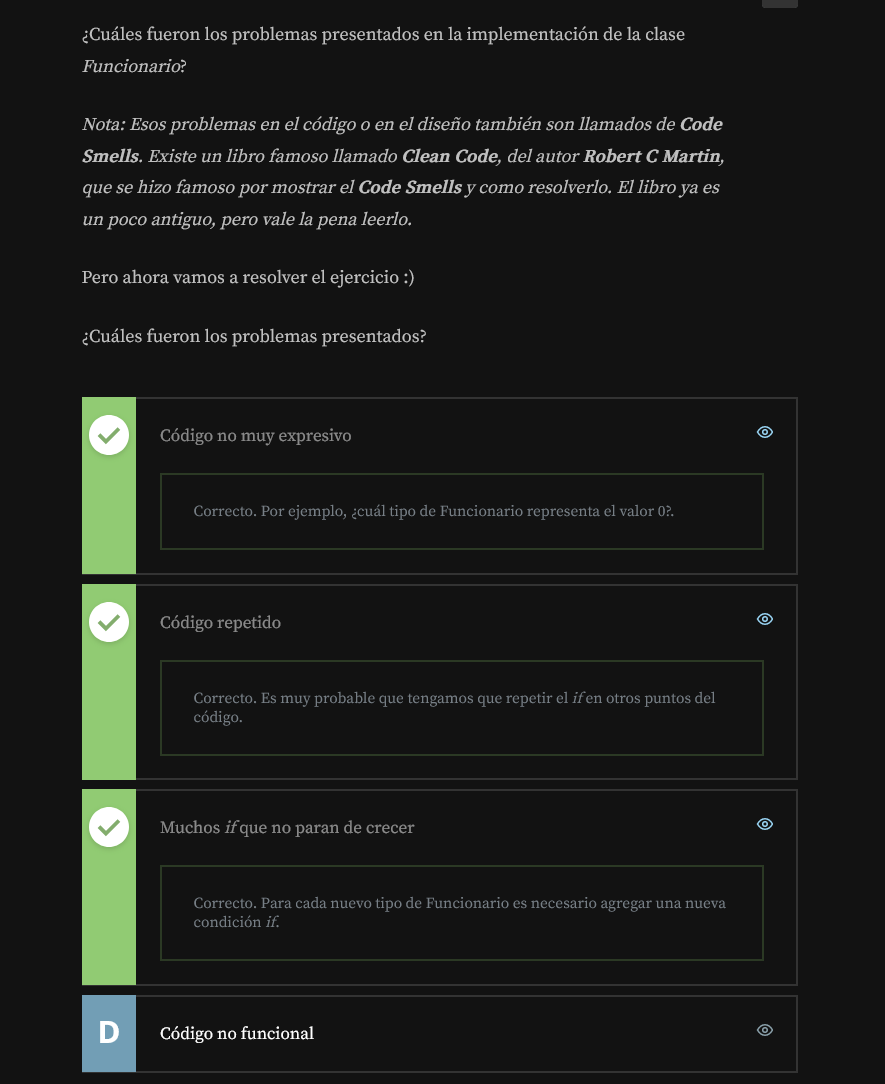 ¿Cuáles fueron los problemas presentados en la implementación de la clase
Funcionario?
Nota: Esos problemas en el código o en el diseño también son llamados de Code
Smells. Existe un libro famoso llamado Clean Code, del autor Robert C Martin,
que se hizo famoso por mostrar el Code Smells y como resolverlo. El libro ya es
un poco antiguo, pero vale la pena leerlo.
Pero ahora vamos a resolver el ejercicio :)
¿Cuáles fueron los problemas presentados?
Código no muy expresivo
Correcto. Por ejemplo, ¿cuál tipo de Funcionario representa el valor 0?.
Código repetido
Correcto. Es muy probable que tengamos que repetir el if en otros puntos del
código.
Muchos if que no paran de crecer
Correcto. Para cada nuevo tipo de Funcionario es necesario agregar una nueva
condición if.
D
Código no funcional